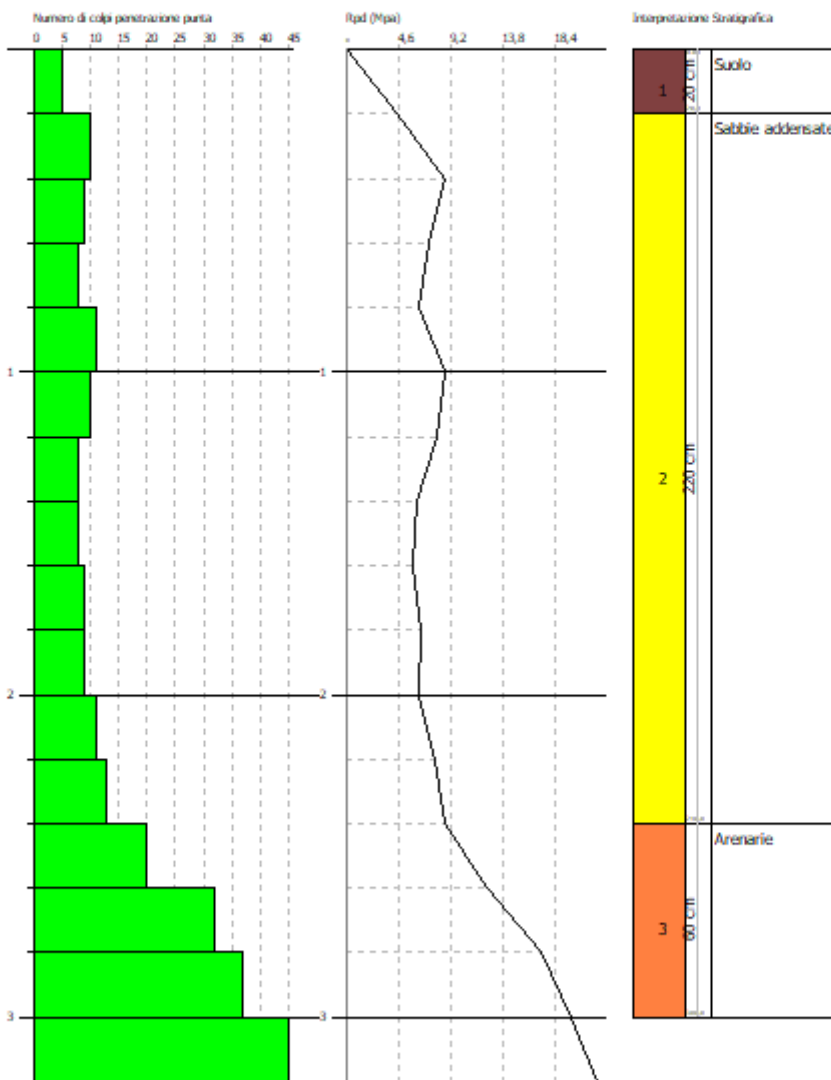 Numero di colpi penetrazione punta
Rpd (Mpa)
Interpretazione Stratigrafica
0 5 10 15 20 25 30 35 40 45
4,6 9,2 13,8 18,4
1
20 cm
Suolo
Sabbie addensate
1
1
2
220 cm
2
2
Arenarie
3
60 cm
3
3